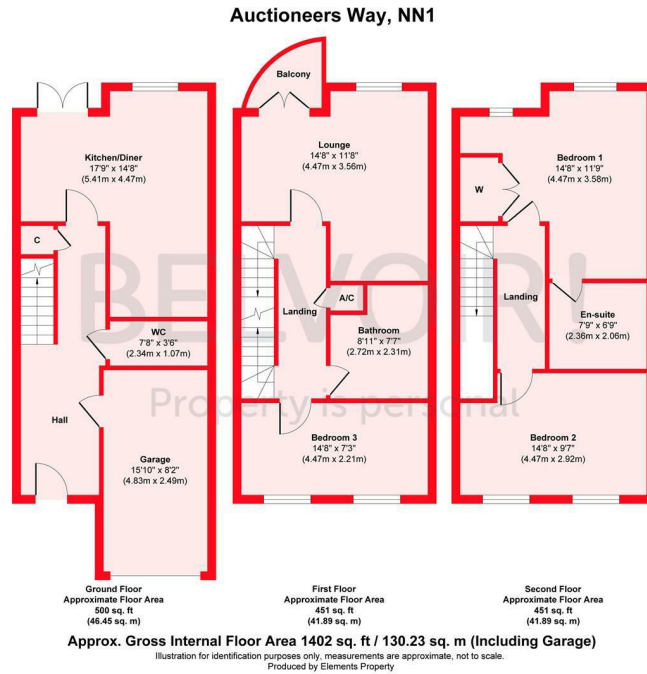 Auctioneers Way, NN1
Balcony
Kitchen/Diner
17'9" x 14'8"
(5.41m x 4.47m)
C
WC
7'8" x 3'6"
(2.34m x 1.07m)
Hall
Garage
15'10" x 8'2"
(4.83m x 2.49m)
Lounge
14'8" x 11'8"
(4.47m x 3.56m)
Landing
A/C
Bathroom
8'11" x 7'7"
(2.72m x 2.31m)
Bedroom 3
14'8" x 7'3"
(4.47m x 2.21m)
Bedroom 1
14'8" x 11'9"
(4.47m x 3.58m)
W
Landing
En-suite
7'9" x 6'9"
(2.36m x 2.06m)
Bedroom 2
14'8" x 9'7"
(4.47m x 2.92m)
BELVOIR!
Property is personal
Ground Floor
Approximate Floor Area
500 sq. ft
(46.45 sq. m)
First Floor
Approximate Floor Area
451 sq. ft
(41.89 sq. m)
Second Floor
Approximate Floor Area
451 sq. ft
(41.89 sq. m)
Approx. Gross Internal Floor Area 1402 sq. ft / 130.23 sq. m (Including Garage)
Illustration for identification purposes only, measurements are approximate, not to scale.
Produced by Elements Property